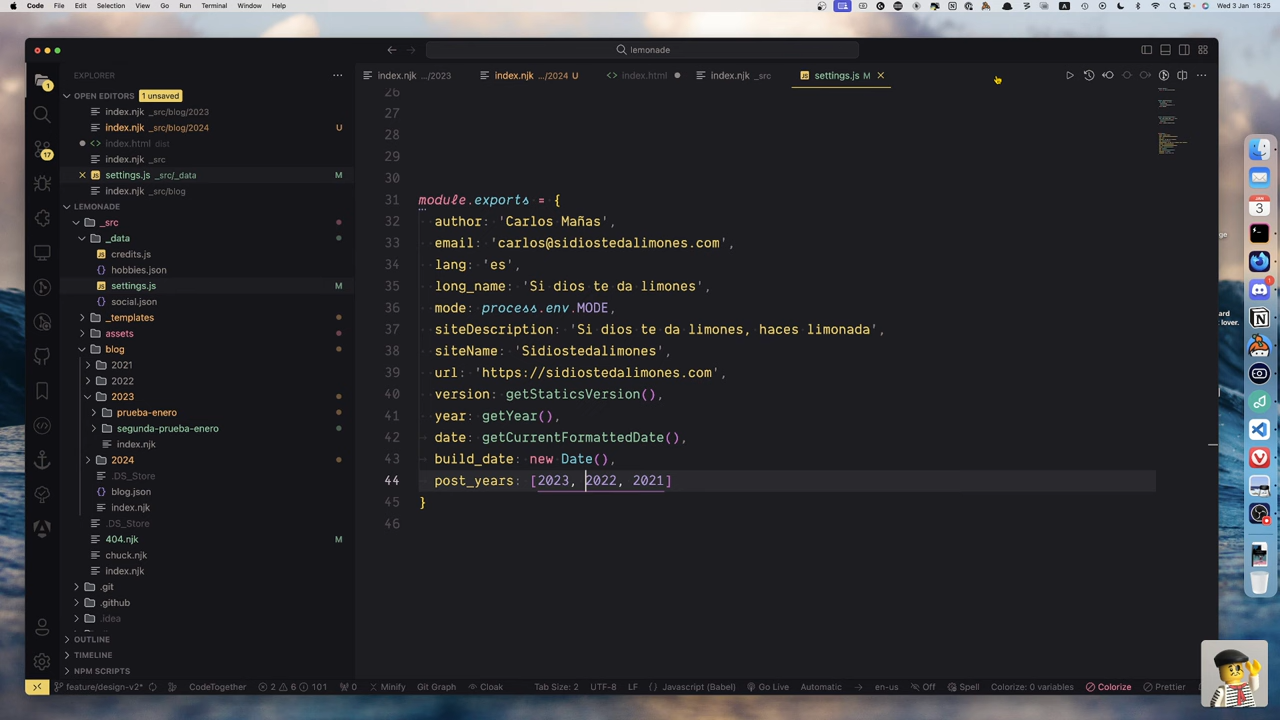 Code File Edit Selection View Go Run Terminal Window Help
Wed 3 Jan 18:25
lemonade
EXPLORER
index.njk .../2023
index.njk .../2024 U
index.html
index.njk _src
settings.js M
OPEN EDITORS 1 unsaved
index.njk _src/blog/2023
index.njk _src/blog/2024 U
index.html dist
index.njk _src
settings.js _src/_data M
index.njk _src/blog
LEMONADE
_src
_data
credits.js
hobbies.json
settings.js M
social.json
_templates
assets
blog
2021
2022
2023
prueba-enero
segunda-prueba-enero
index.njk
2024
.DS_Store
blog.json
index.njk
.DS_Store
404.njk M
chuck.njk
index.njk
.git
.github
.idea
OUTLINE
TIMELINE
NPM SCRIPTS
1
17
26
27
28
29
30
31 module.exports = {
32 author: 'Carlos Mañas',
33 email: 'carlos@sidiostedalimones.com',
34 lang: 'es',
35 long_name: 'Si dios te da limones',
36 mode: process.env.MODE,
37 siteDescription: 'Si dios te da limones, haces limonada',
38 siteName: 'Sidiostedalimones',
39 url: 'https://sidiostedalimones.com',
40 version: getStaticsVersion(),
41 year: getYear(),
42 date: getCurrentFormattedDate(),
43 build_date: new Date(),
44 post_years: [2023, 2022, 2021]
45 }
46
JAN
3
1
lover.
feature/design-v2* CodeTogether 2 6 101 0 Minify Git Graph Cloak Tab Size: 2 UTF-8 LF {} Javascript (Babel) Go Live Automatic en-us Off Spell Colorize: 0 variables Colorize Prettier